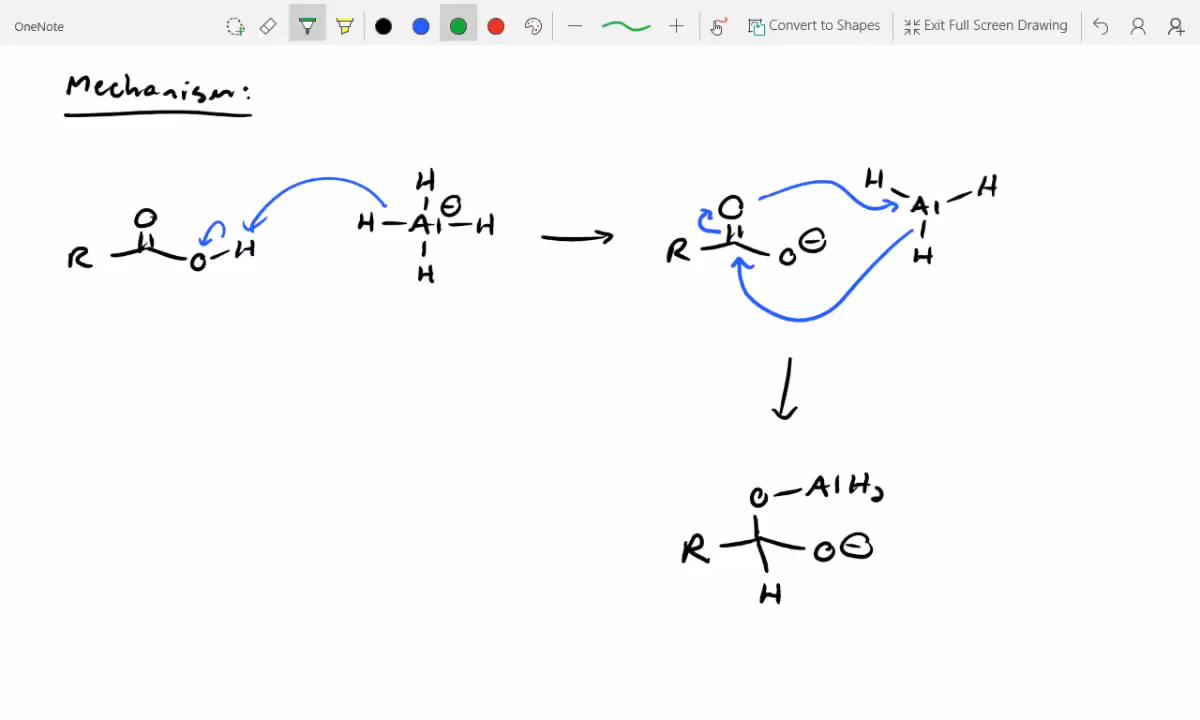 OneNote
Convert to Shapes
Exit Full Screen Drawing
Mechanism:
R O O H
H H Al ⊖ H H
R O O ⊖
H Al H H
O AlH2
R O ⊖
H